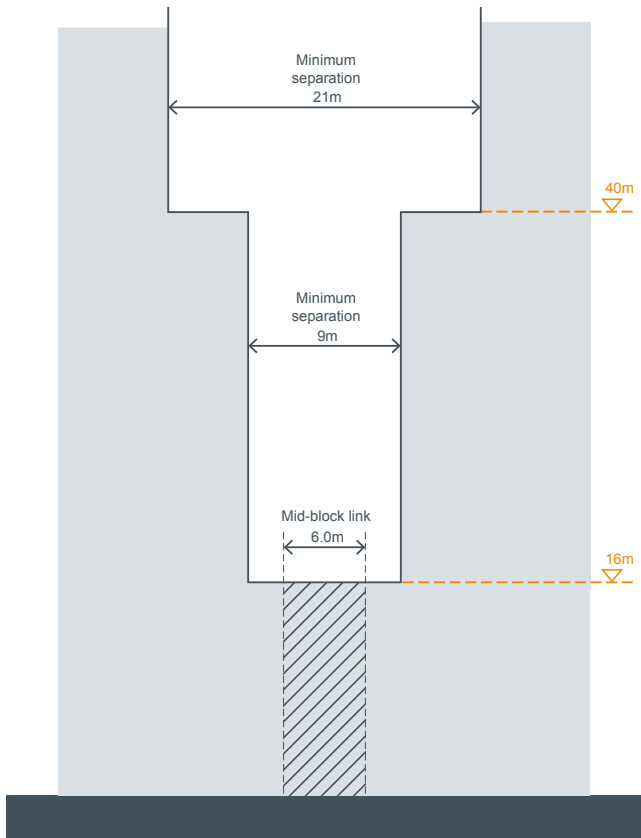 Minimum
separation
21m
40m
Minimum
separation
9m
Mid-block link
6.0m
16m